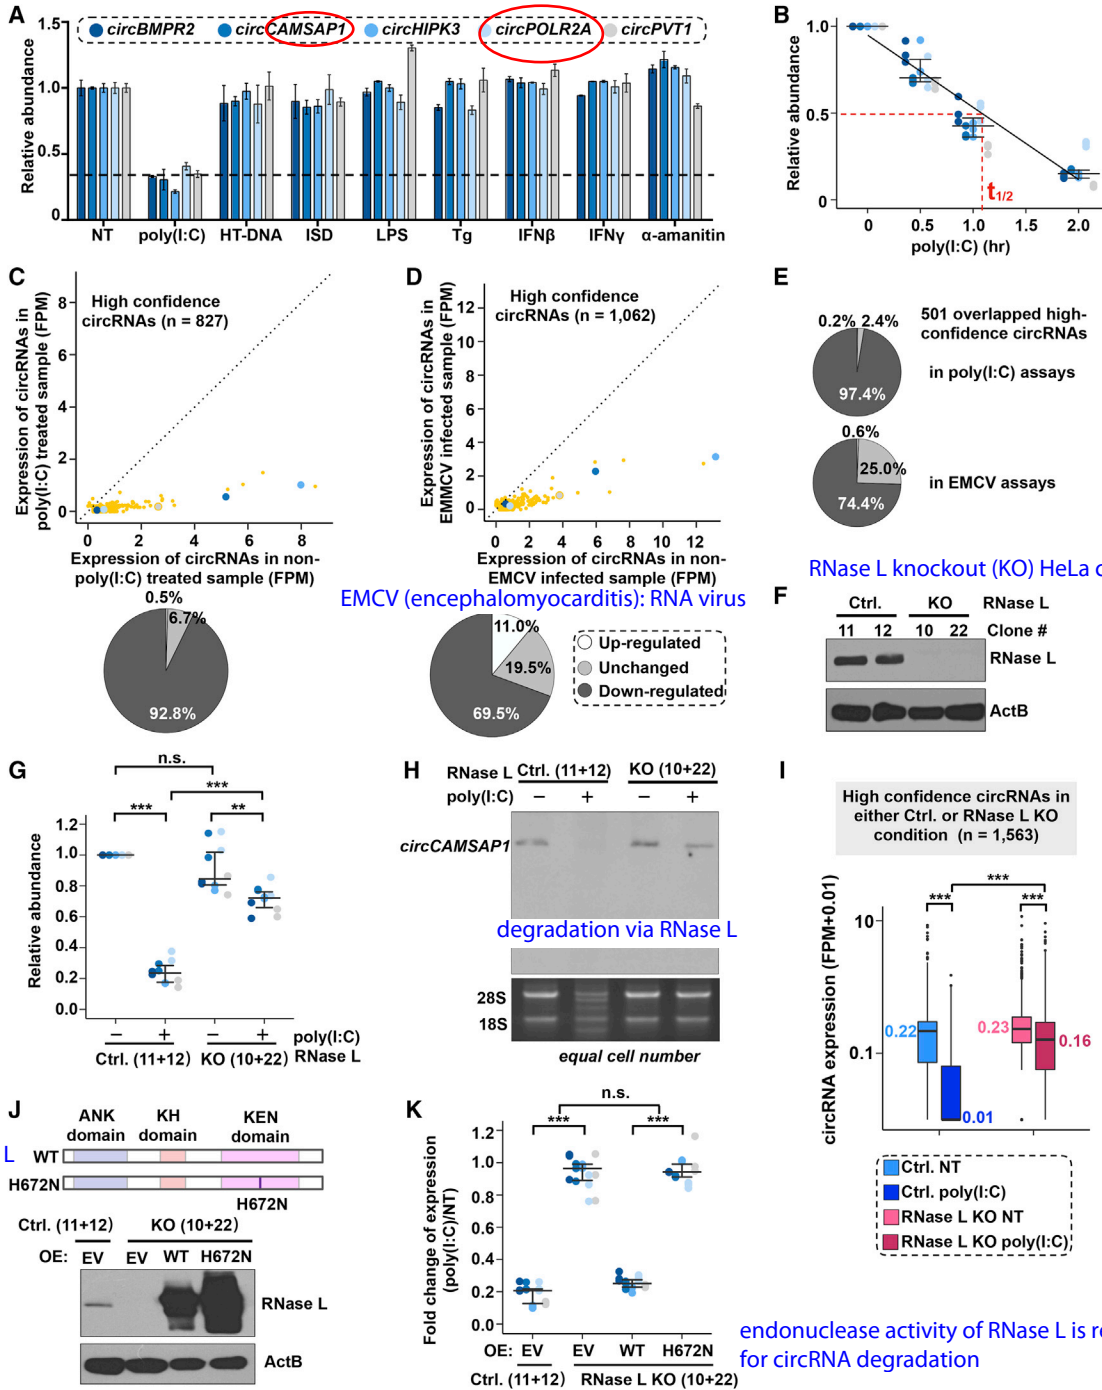 A
circBMPR2 circCAMSAP1 circHIPK3 circPOLR2A circPVT1
Relative abundance
1.5
1.0
0.5
0
NT poly(I:C) HT-DNA ISD LPS Tg IFNβ IFNγ α-amanitin
B
Relative abundance
1.0
0.5
0
t1/2
0 0.5 1.0 2.0
poly(I:C) (hr)
C
High confidence
circRNAs (n = 827)
Expression of circRNAs in
poly(I:C) treated sample (FPM)
8
6
4
2
0
0 2 4 6 8
Expression of circRNAs in non-
poly(I:C) treated sample (FPM)
0.5%
6.7%
92.8%
D
High confidence
circRNAs (n = 1,062)
Expression of circRNAs in
EMMCV infected sample (FPM)
12
10
8
6
4
2
0
0 2 4 6 8 10 12
Expression of circRNAs in non-
EMCV infected sample (FPM)
EMCV (encephalomyocarditis): RNA virus
11.0%
19.5%
69.5%
Up-regulated
Unchanged
Down-regulated
E
501 overlapped high-
confidence circRNAs
0.2% 2.4%
in poly(I:C) assays
97.4%
0.6%
25.0%
in EMCV assays
74.4%
RNase L knockout (KO) HeLa c
F
Ctrl. KO RNase L
11 12 10 22 Clone #
RNase L
ActB
G
n.s.
***
*** **
Relative abundance
1.2
1.0
0.8
0.6
0.4
0.2
0.0
– + – + poly(I:C)
Ctrl. (11+12) KO (10+22) RNase L
H
RNase L Ctrl. (11+12) KO (10+22)
poly(I:C) – + – +
circCAMSAP1
degradation via RNase L
28S
18S
equal cell number
I
High confidence circRNAs in
either Ctrl. or RNase L KO
condition (n = 1,563)
***
*** ***
circRNA expression (FPM+0.01)
10
0.1
0.22
0.01
0.23
0.16
Ctrl. NT
Ctrl. poly(I:C)
RNase L KO NT
RNase L KO poly(I:C)
J
ANK domain KH domain KEN domain
L
WT
H672N
H672N
Ctrl. (11+12) KO (10+22)
OE: EV EV WT H672N
RNase L
ActB
K
n.s.
*** ***
Fold change of expression
(poly(I:C)/NT)
1.2
1.0
0.8
0.6
0.4
0.2
0.0
OE: EV EV WT H672N
Ctrl. (11+12) RNase L KO (10+22)
endonuclease activity of RNase L is re
for circRNA degradation